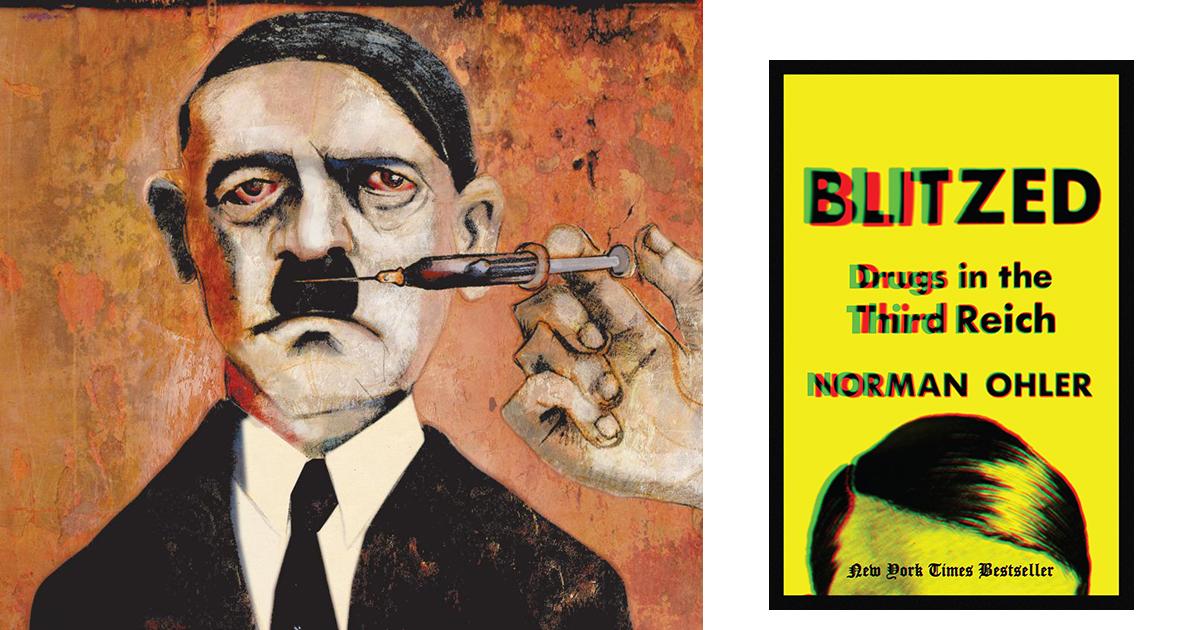 BLITZED
Drugs in the
Third Reich
NORMAN OHLER
New York Times Bestseller